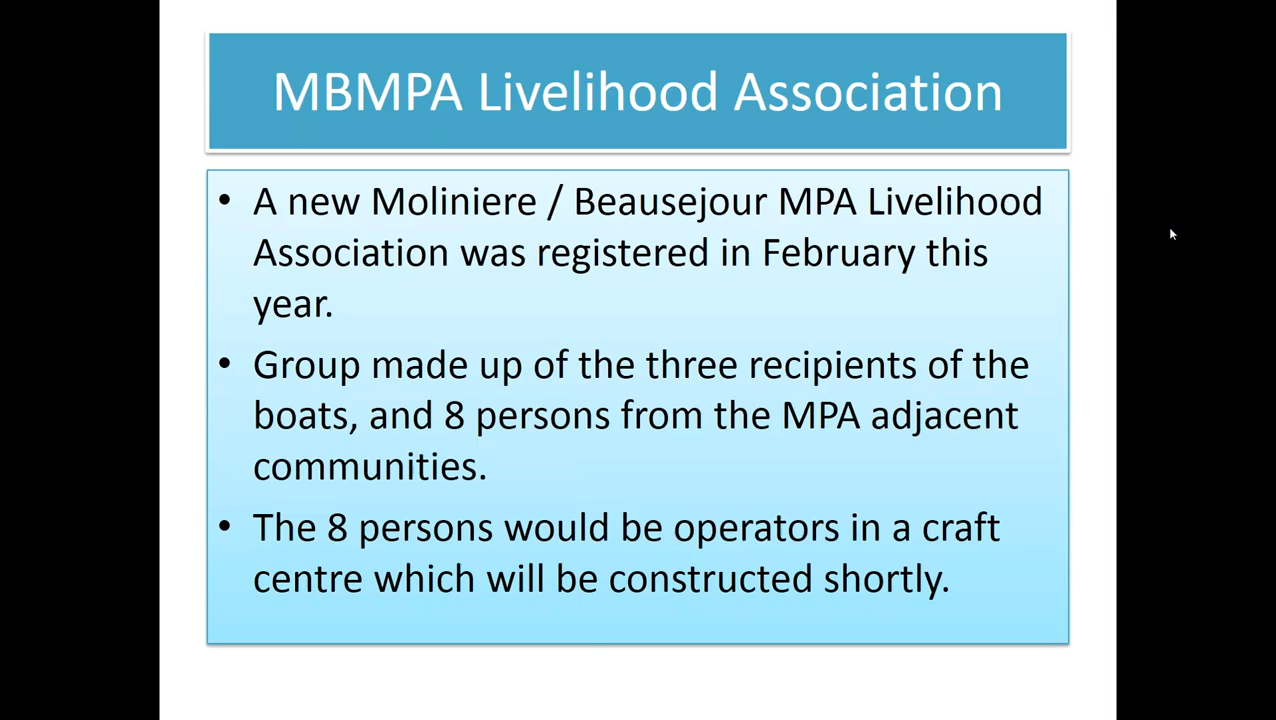 MBMPA Livelihood Association
• A new Moliniere / Beausejour MPA Livelihood
Association was registered in February this
year.
• Group made up of the three recipients of the
boats, and 8 persons from the MPA adjacent
communities.
• The 8 persons would be operators in a craft
centre which will be constructed shortly.